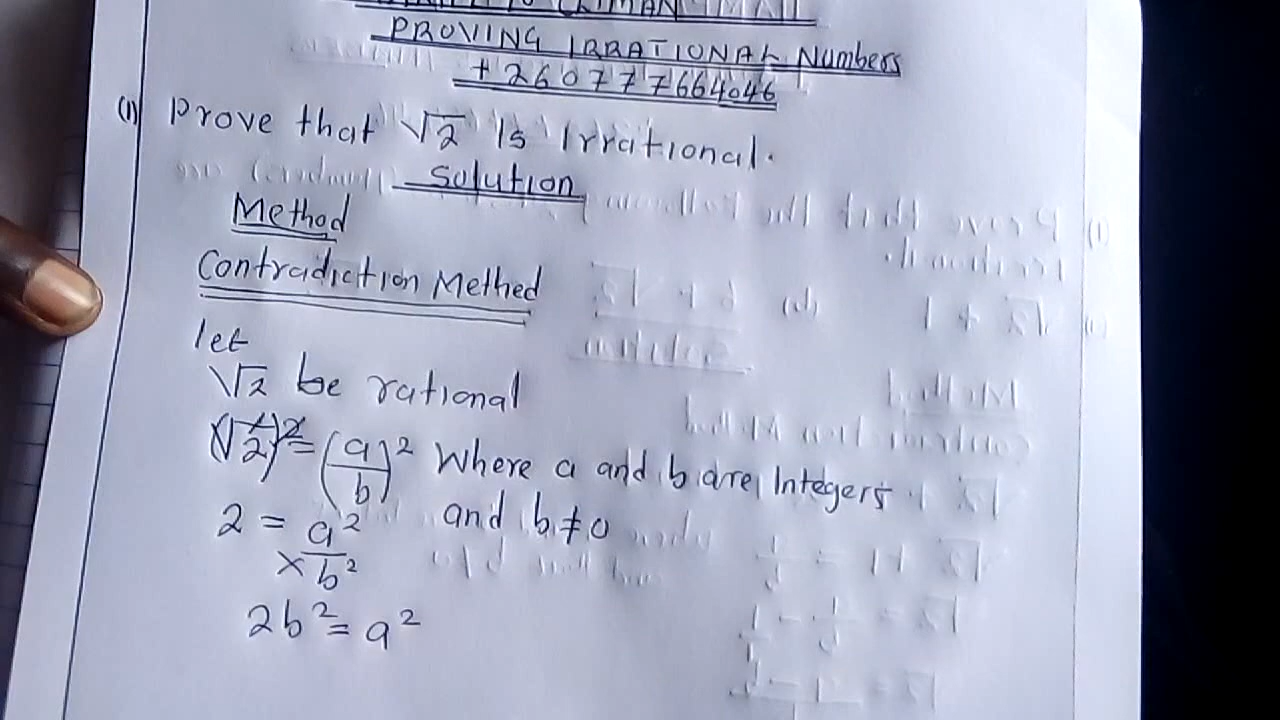 PROVING IRRATIONAL Numbers
+260777664046
(1) Prove that √2 Is Irrational.
Solution
Method
Contradiction Methed
let
√2 be rational
(√2)² = (a/b)² Where a and b are Integers
2 = a²/b² and b ≠ 0
2b² = a²